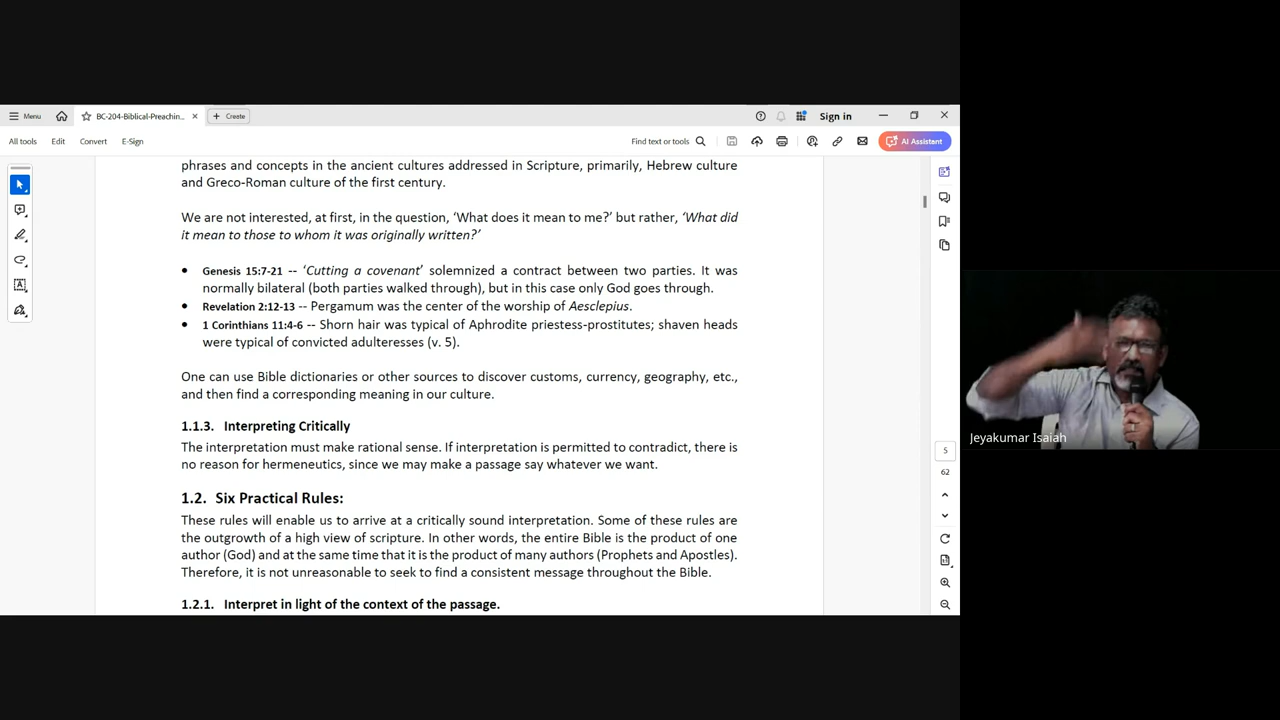 Menu
BC-204-Biblical-Preachin...
Create
Sign in
All tools
Edit
Convert
E-Sign
Find text or tools
AI Assistant
phrases and concepts in the ancient cultures addressed in Scripture, primarily, Hebrew culture
and Greco-Roman culture of the first century.
We are not interested, at first, in the question, ‘What does it mean to me?’ but rather, ‘What did
it mean to those to whom it was originally written?’
• Genesis 15:7-21 -- ‘Cutting a covenant’ solemnized a contract between two parties. It was
normally bilateral (both parties walked through), but in this case only God goes through.
• Revelation 2:12-13 -- Pergamum was the center of the worship of Aesclepius.
• 1 Corinthians 11:4-6 -- Shorn hair was typical of Aphrodite priestess-prostitutes; shaven heads
were typical of convicted adulteresses (v. 5).
One can use Bible dictionaries or other sources to discover customs, currency, geography, etc.,
and then find a corresponding meaning in our culture.
1.1.3. Interpreting Critically
The interpretation must make rational sense. If interpretation is permitted to contradict, there is
no reason for hermeneutics, since we may make a passage say whatever we want.
1.2. Six Practical Rules:
These rules will enable us to arrive at a critically sound interpretation. Some of these rules are
the outgrowth of a high view of scripture. In other words, the entire Bible is the product of one
author (God) and at the same time that it is the product of many authors (Prophets and Apostles).
Therefore, it is not unreasonable to seek to find a consistent message throughout the Bible.
1.2.1. Interpret in light of the context of the passage.
5
62
Jeyakumar Isaiah